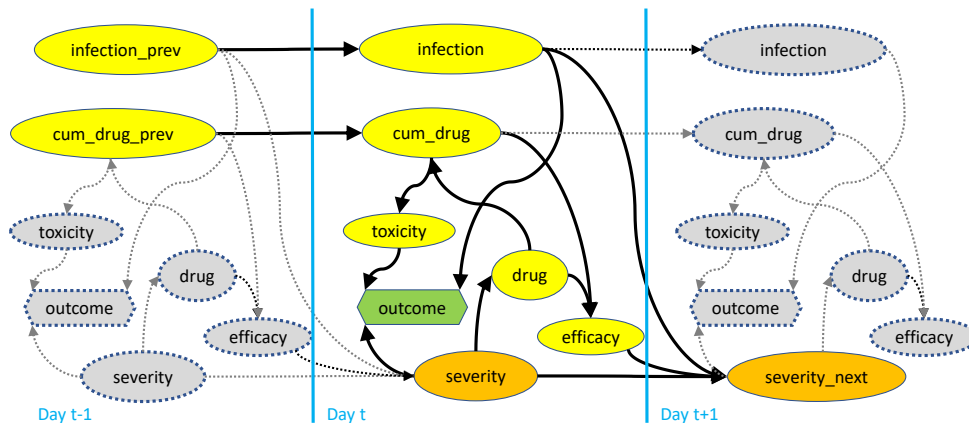 infection_prev
infection
infection
cum_drug_prev
cum_drug
cum_drug
toxicity
toxicity
toxicity
drug
drug
drug
outcome
outcome
outcome
efficacy
efficacy
efficacy
severity
severity
severity_next
Day t-1
Day t
Day t+1